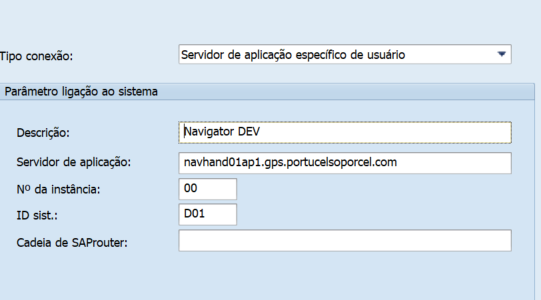 Tipo conexão: Servidor de aplicação específico de usuário
Parâmetro ligação ao sistema
Descrição: Navigator DEV
Servidor de aplicação: navhand01ap1.gps.portucelsoporcel.com
Nº da instância: 00
ID sist.: D01
Cadeia de SAProuter: